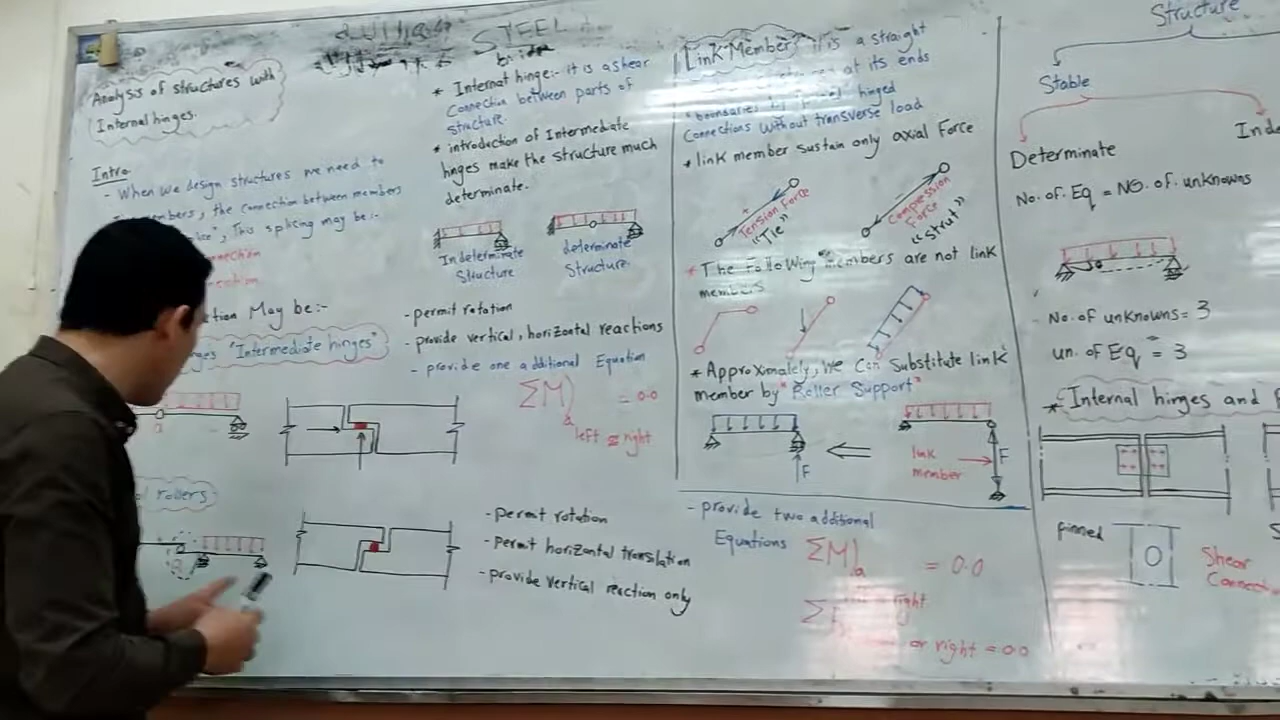 STEEL
Analysis of structures with
Internal hinges.
Intro
- When we design structures we need to
members, the connection between members
", This splicing may be:-
nection
nection
ction May be:-
nges "Intermediate hinges"
a
l rollers
* Internal hinge:- it is a shear
Connection between parts of
structure.
* introduction of Intermediate
hinges make the structure much
determinate.
Indeterminate
Structure
determinate
Structure.
- permit rotation
- provide vertical, horizontal reactions
- provide one additional Equation
ΣM)a left or right = 0.0
- permit rotation
- permit horizontal translation
- provide vertical reaction only
Link Member it is a straight
at its ends
boundaries by hinged
Connections without transverse load
* link member sustain only axial Force
Tension Force
"Tie"
Compression
Force
"strut"
* The Following members are not link
members
* Approximately, We Can Substitute link
member by "Roller Support"
F
link
member
F
- provide two additional
Equations
ΣM)a right = 0.0
or right = 0.0
Structure
Stable
Determinate
Inde
No. of. Eq = NO. of. unknowns
- No. of unknowns = 3
un. of Eq = 3
* Internal hinges and
pinned
Shear
Connectio